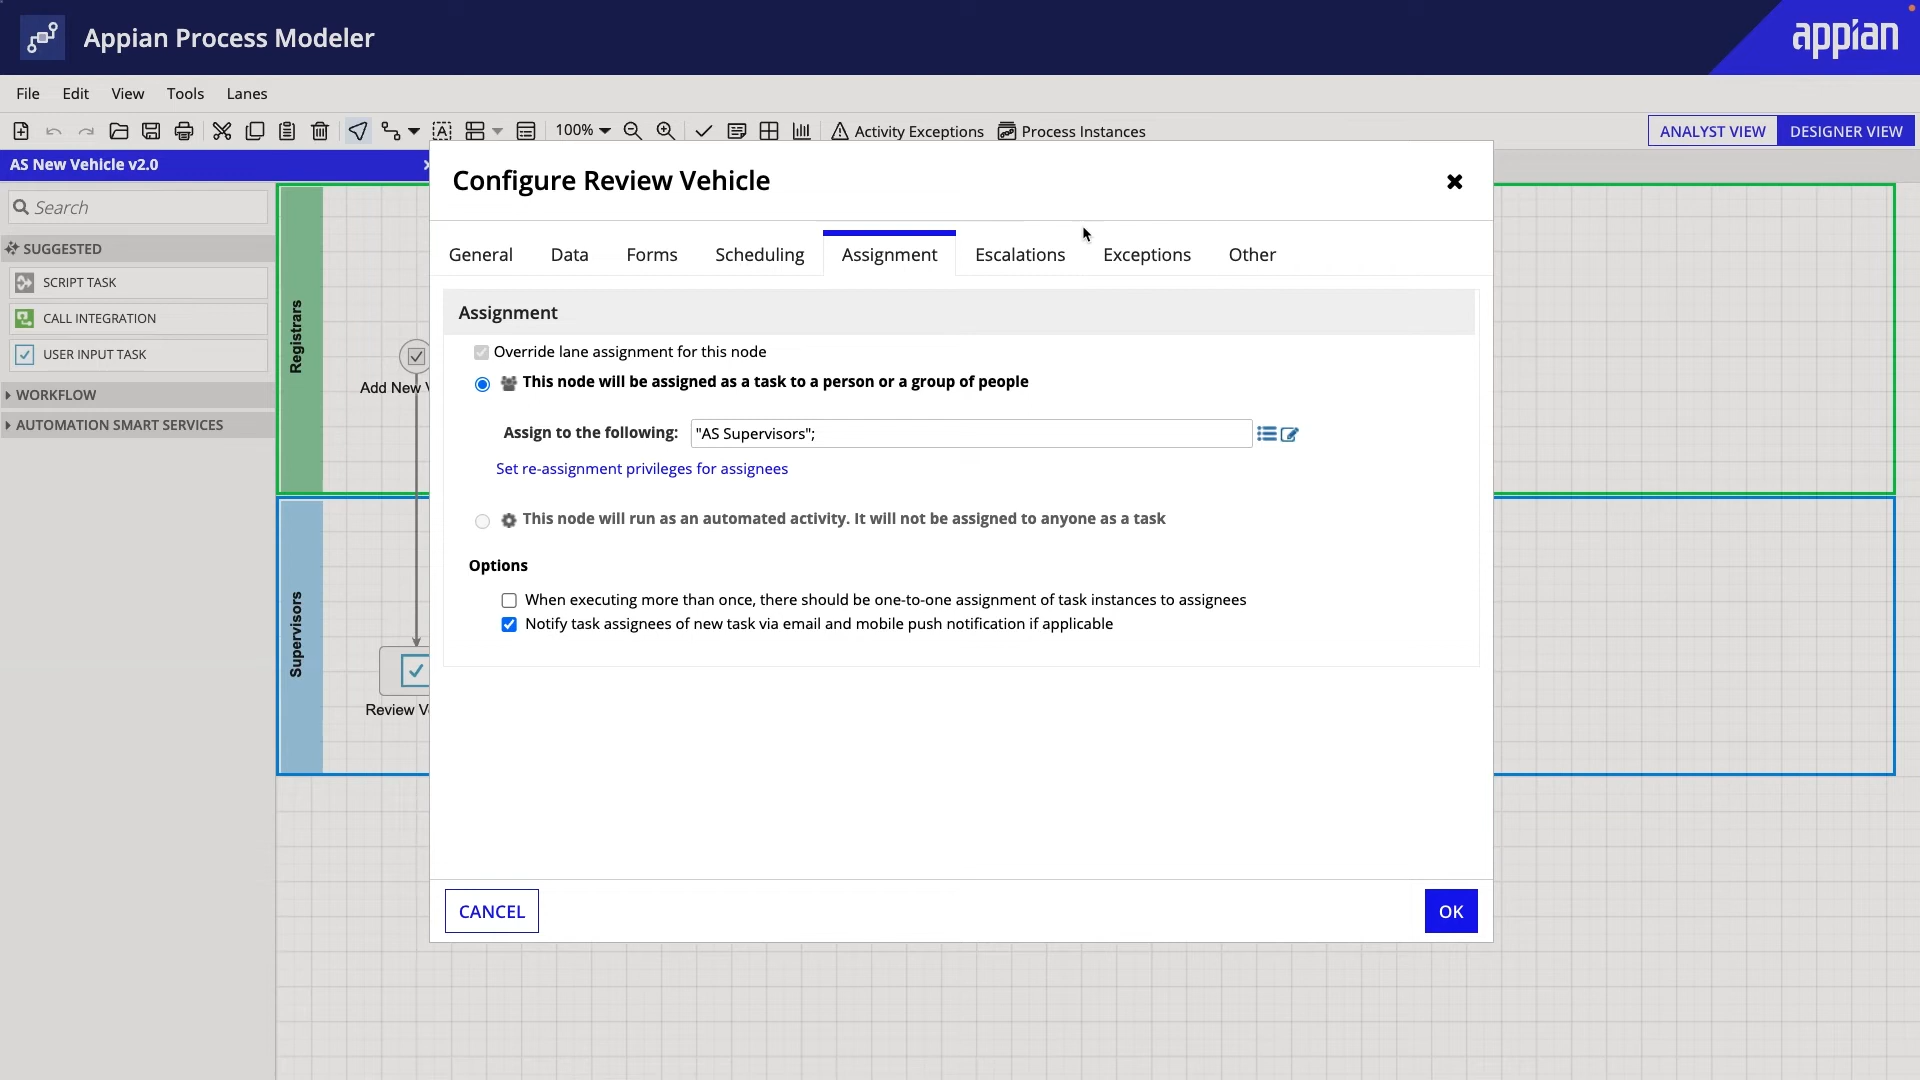 Appian Process Modeler
appian
File Edit View Tools Lanes
100% Activity Exceptions Process Instances
ANALYST VIEW DESIGNER VIEW
AS New Vehicle v2.0
Search
SUGGESTED
SCRIPT TASK
CALL INTEGRATION
USER INPUT TASK
WORKFLOW
AUTOMATION SMART SERVICES
Registrars
Add New V
Supervisors
Review V
Configure Review Vehicle
General Data Forms Scheduling Assignment Escalations Exceptions Other
Assignment
Override lane assignment for this node
This node will be assigned as a task to a person or a group of people
Assign to the following: "AS Supervisors";
Set re-assignment privileges for assignees
This node will run as an automated activity. It will not be assigned to anyone as a task
Options
When executing more than once, there should be one-to-one assignment of task instances to assignees
Notify task assignees of new task via email and mobile push notification if applicable
CANCEL OK